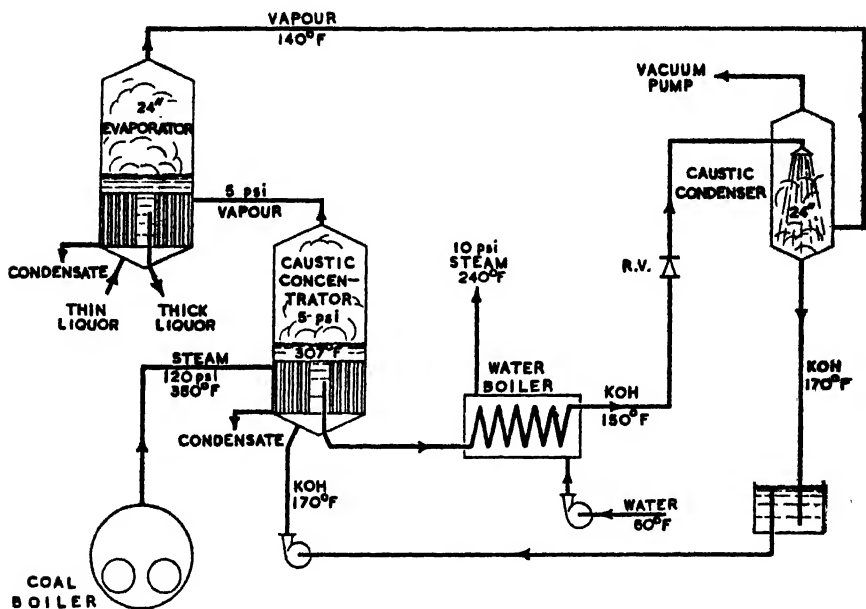 VAPOUR
140°F
VACUUM
PUMP
24"
EVAPORATOR
CAUSTIC
CONDENSER
24"
5 psi
VAPOUR
10 psi
STEAM
240°F
R.V.
CONDENSATE
THIN
LIQUOR
THICK
LIQUOR
CAUSTIC
CONCEN-
TRATOR
5-psi
307°F
STEAM
120 psi
350°F
WATER
BOILER
KOH
150°F
KOH
170°F
CONDENSATE
KOH
170°F
WATER
60°F
COAL
BOILER